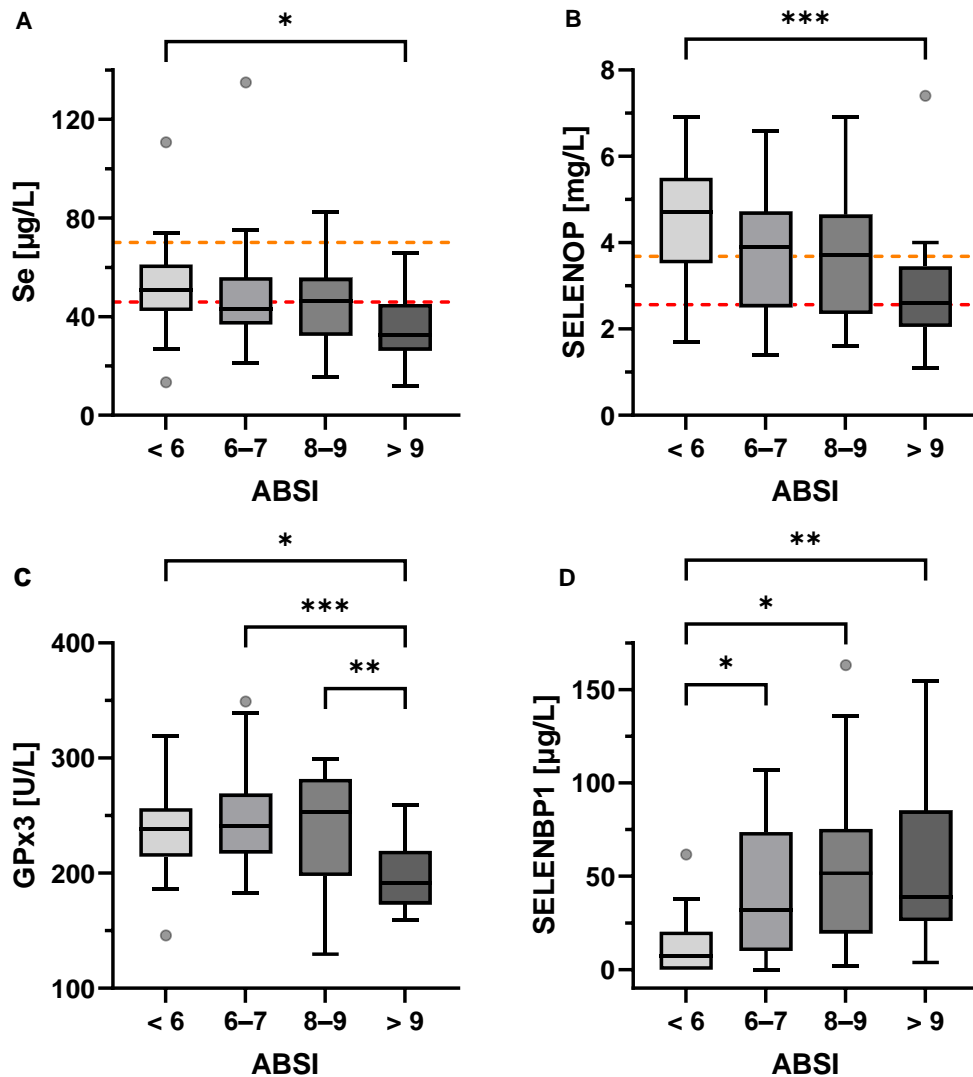 A
*
Se [µg/L]
120
80
40
0
< 6 6–7 8–9 > 9
ABSI
B
***
SELENOP [mg/L]
8
6
4
2
0
< 6 6–7 8–9 > 9
ABSI
C
*
***
**
GPx3 [U/L]
400
300
200
100
< 6 6–7 8–9 > 9
ABSI
D
**
*
*
SELENBP1 [µg/L]
150
100
50
0
< 6 6–7 8–9 > 9
ABSI